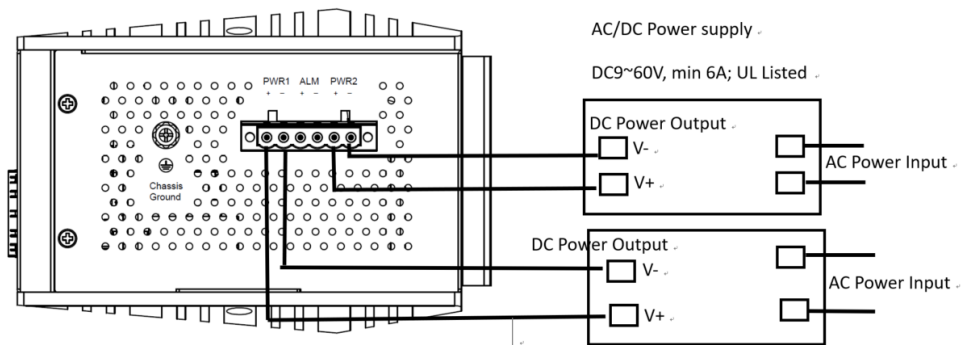 AC/DC Power supply
DC9~60V, min 6A; UL Listed
PWR1 ALM PWR2
+ − + − + −
Chassis
Ground
DC Power Output
V-
V+
AC Power Input
DC Power Output
V-
V+
AC Power Input